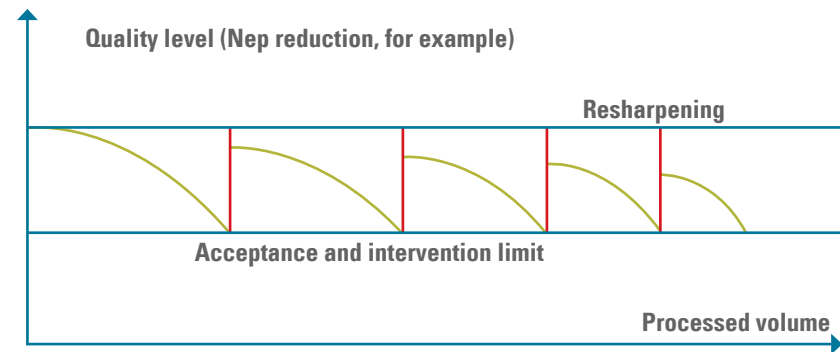 Quality level (Nep reduction, for example)
Resharpening
Acceptance and intervention limit
Processed volume